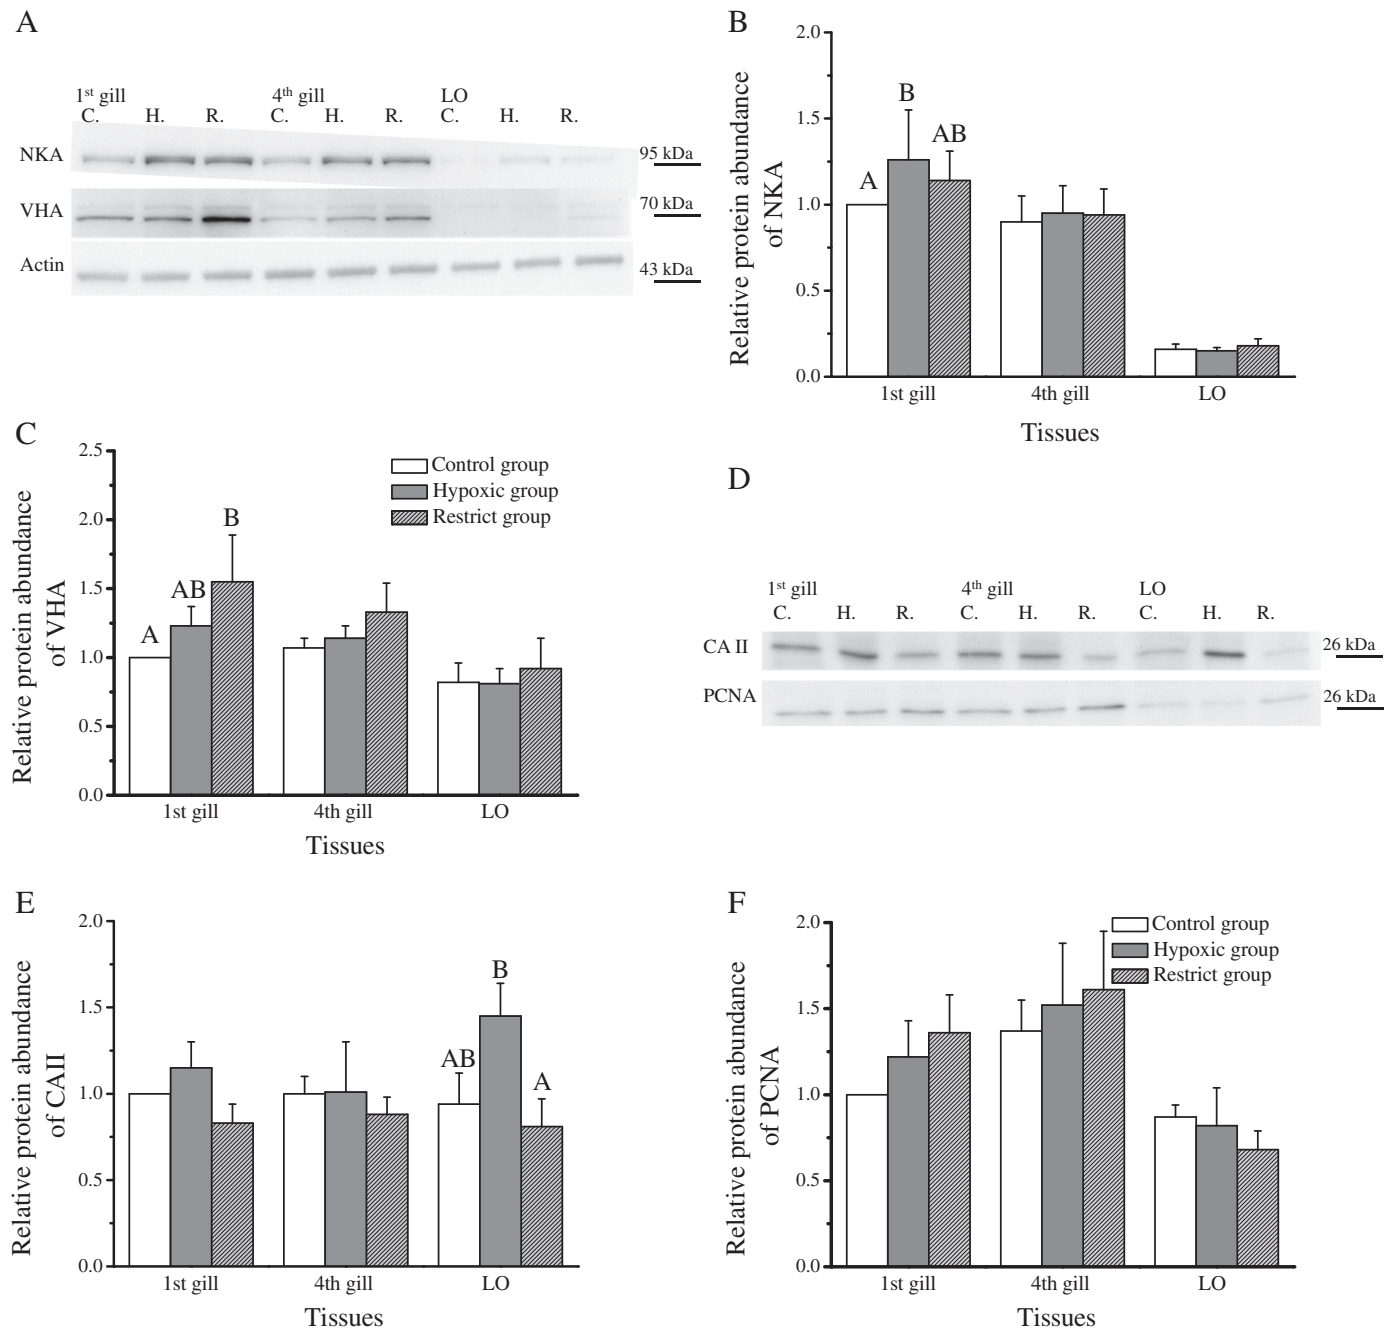 A
1st gill 4th gill LO
C. H. R. C. H. R. C. H. R.
NKA 95 kDa
VHA 70 kDa
Actin 43 kDa
B
Relative protein abundance
of NKA
2.0
1.5
1.0
0.5
0.0
A B AB
1st gill 4th gill LO
Tissues
C
Relative protein abundance
of VHA
2.5
2.0
1.5
1.0
0.5
0.0
Control group
Hypoxic group
Restrict group
A AB B
1st gill 4th gill LO
Tissues
D
1st gill 4th gill LO
C. H. R. C. H. R. C. H. R.
CA II 26 kDa
PCNA 26 kDa
E
Relative protein abundance
of CAII
2.0
1.5
1.0
0.5
0.0
AB B A
1st gill 4th gill LO
Tissues
F
Relative protein abundance
of PCNA
2.0
1.5
1.0
0.5
0.0
Control group
Hypoxic group
Restrict group
1st gill 4th gill LO
Tissues